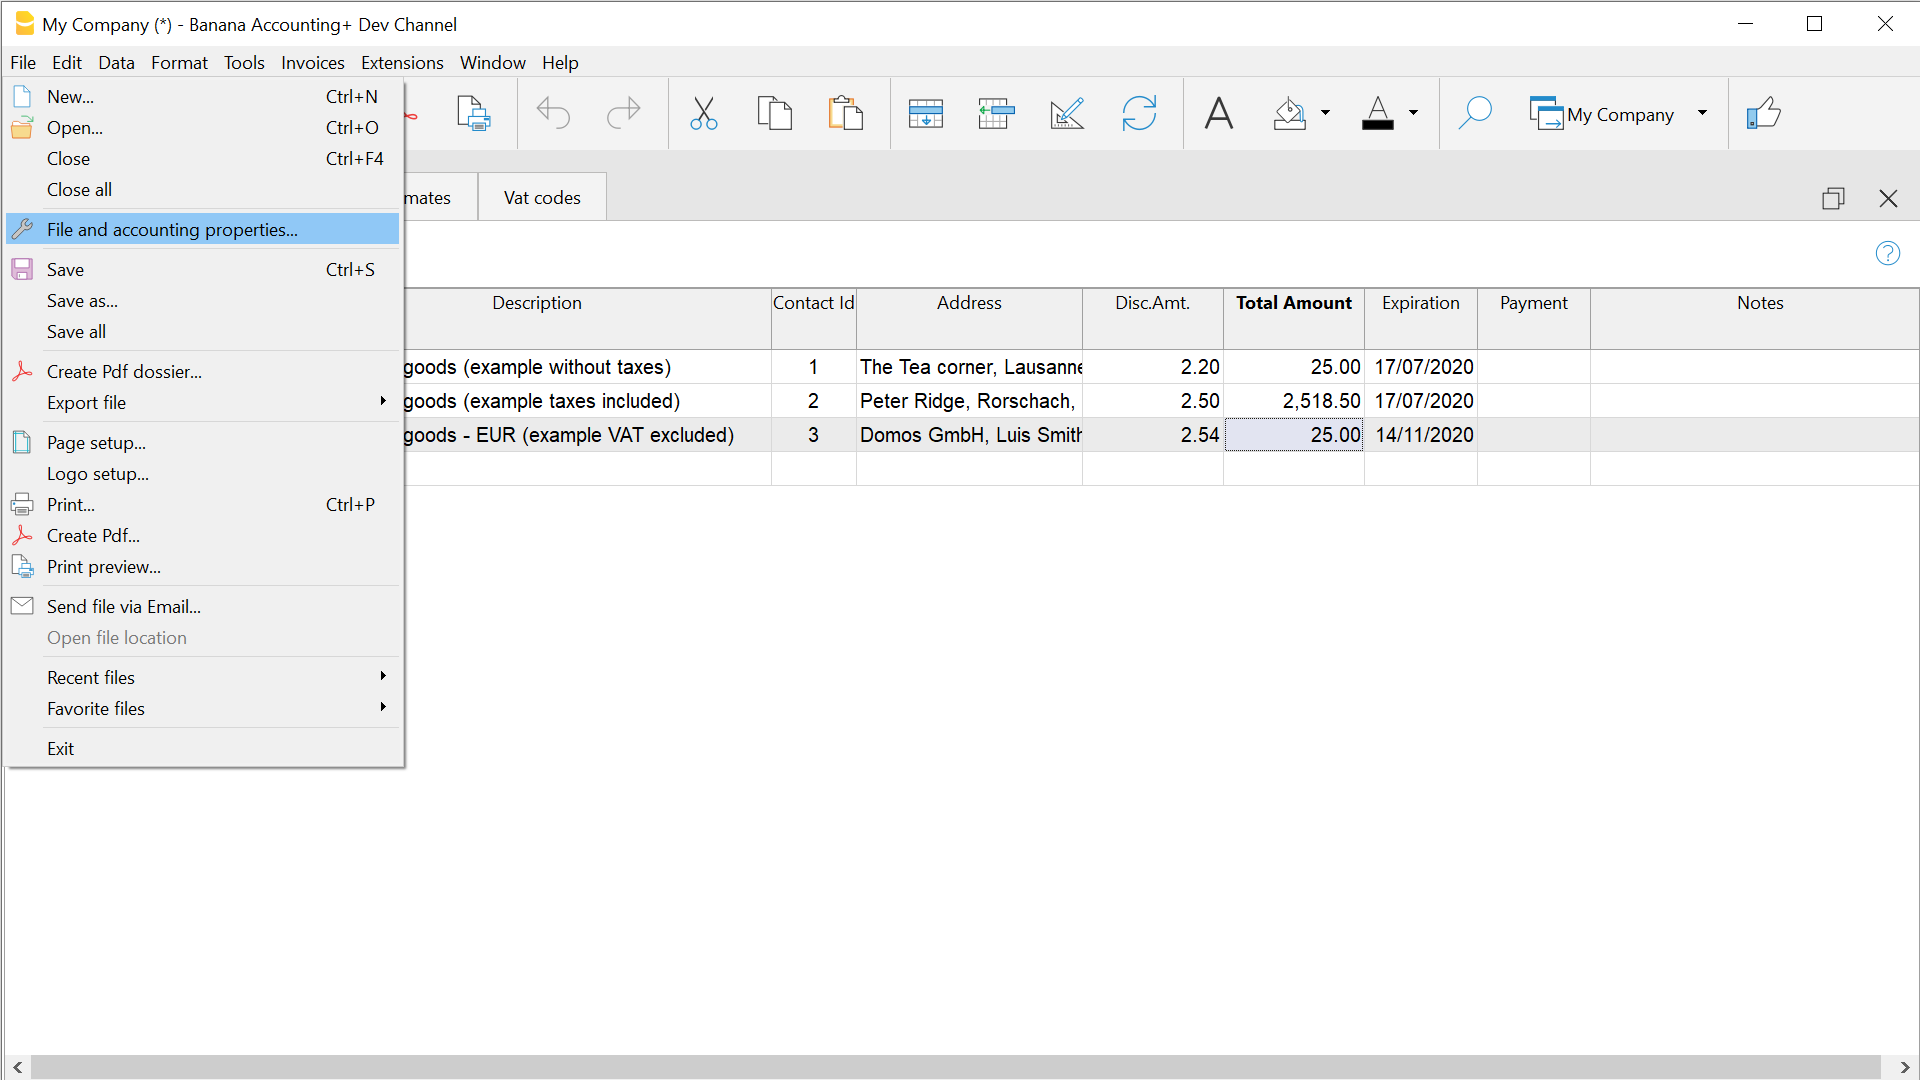 My Company (*) - Banana Accounting+ Dev Channel
File Edit Data Format Tools Invoices Extensions Window Help
New... Ctrl+N
Open... Ctrl+O
Close Ctrl+F4
Close all
File and accounting properties...
Save Ctrl+S
Save as...
Save all
Create Pdf dossier...
Export file
Page setup...
Logo setup...
Print... Ctrl+P
Create Pdf...
Print preview...
Send file via Email...
Open file location
Recent files
Favorite files
Exit
My Company
mates Vat codes
Description Contact Id Address Disc.Amt. Total Amount Expiration Payment Notes
goods (example without taxes) 1 The Tea corner, Lausanne 2.20 25.00 17/07/2020
goods (example taxes included) 2 Peter Ridge, Rorschach, 2.50 2,518.50 17/07/2020
goods - EUR (example VAT excluded) 3 Domos GmbH, Luis Smith 2.54 25.00 14/11/2020